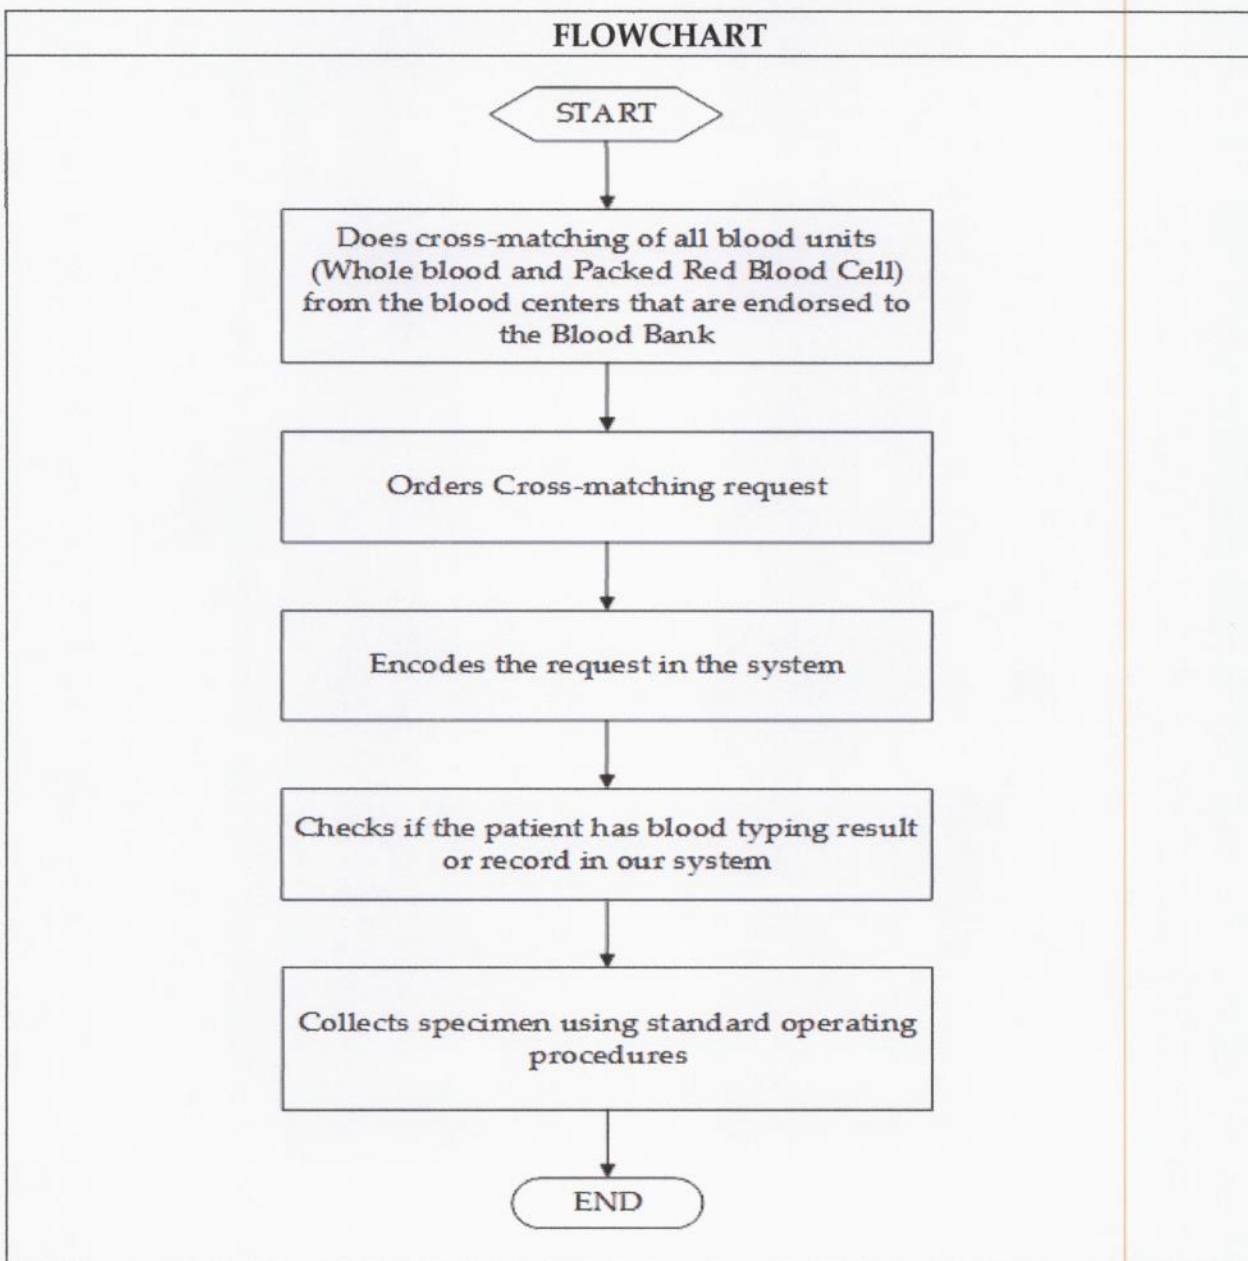 FLOWCHART
START
Does cross-matching of all blood units
(Whole blood and Packed Red Blood Cell)
from the blood centers that are endorsed to
the Blood Bank
Orders Cross-matching request
Encodes the request in the system
Checks if the patient has blood typing result
or record in our system
Collects specimen using standard operating
procedures
END